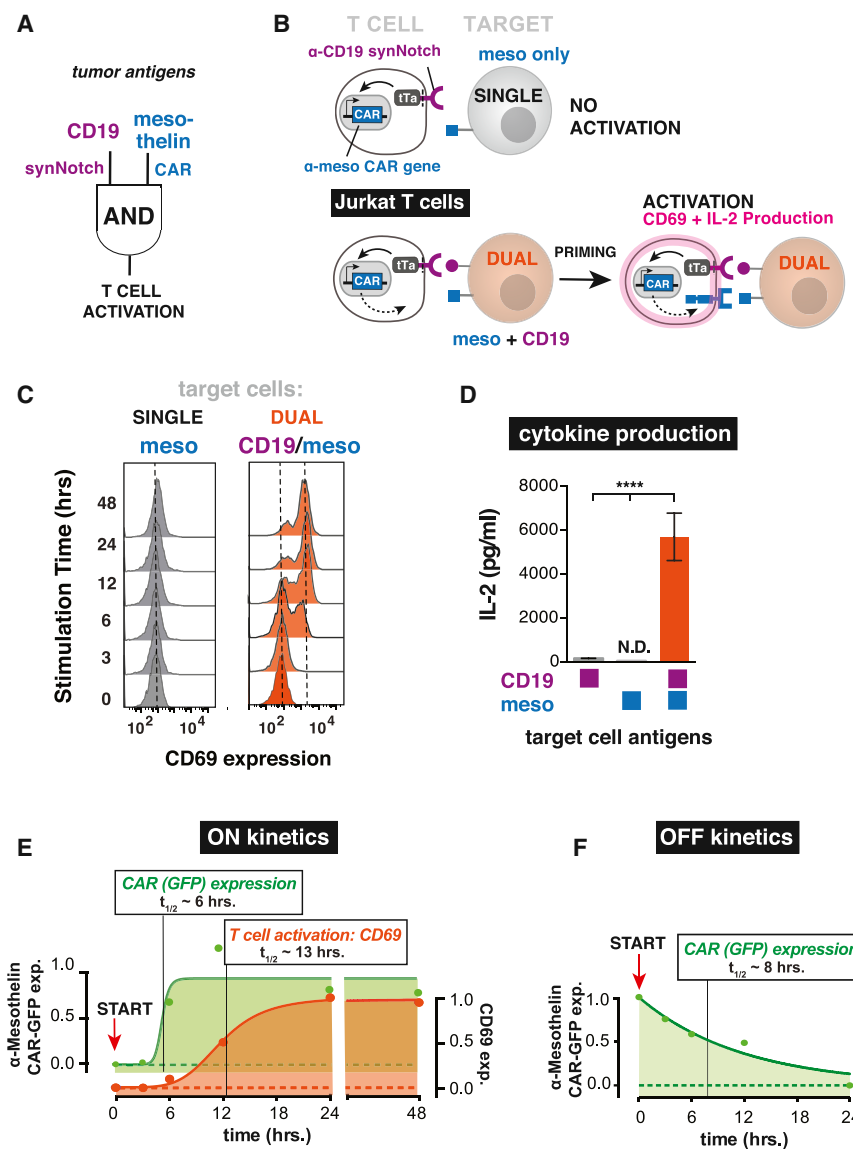 A
tumor antigens
CD19
meso-
thelin
synNotch
CAR
AND
T CELL
ACTIVATION
B
T CELL
TARGET
α-CD19 synNotch
meso only
tTa
CAR
SINGLE
NO
ACTIVATION
α-meso CAR gene
Jurkat T cells
ACTIVATION
CD69 + IL-2 Production
tTa
CAR
DUAL
PRIMING
tTa
CAR
DUAL
meso + CD19
C
target cells:
SINGLE
meso
DUAL
CD19/meso
Stimulation Time (hrs)
48
24
12
6
3
0
10² 10⁴
10² 10⁴
CD69 expression
D
cytokine production
8000
6000
4000
2000
0
IL-2 (pg/ml)
****
N.D.
CD19
meso
target cell antigens
E
ON kinetics
CAR (GFP) expression
t1/2 ~ 6 hrs.
T cell activation: CD69
t1/2 ~ 13 hrs.
START
α-Mesothelin
CAR-GFP exp.
1.0
0.5
0.0
1.0
0.5
0.0
CD69 exp.
0 6 12 18 24 48
time (hrs.)
F
OFF kinetics
START
CAR (GFP) expression
t1/2 ~ 8 hrs.
α-Mesothelin
CAR-GFP exp.
1.0
0.5
0.0
0 6 12 24
time (hrs.)